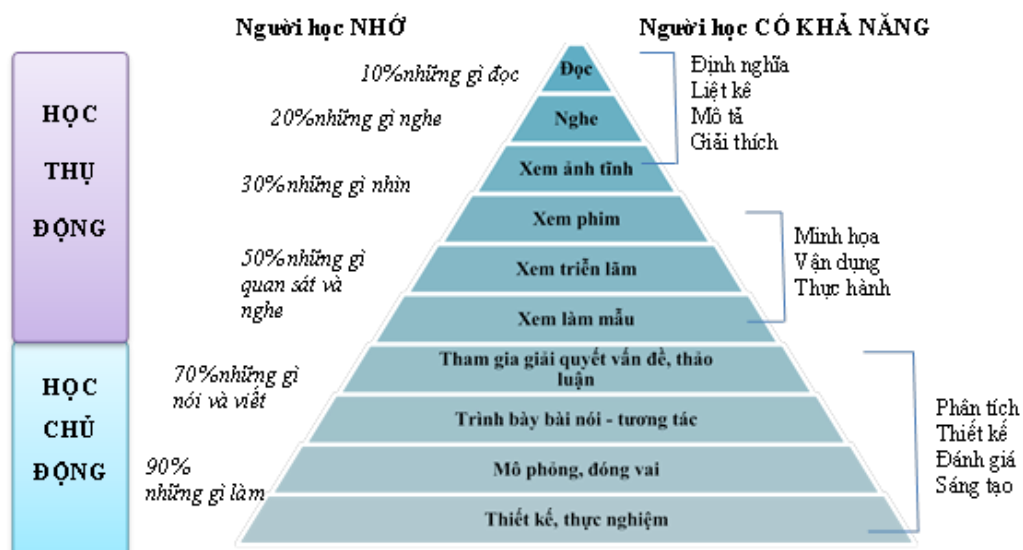 Người học NHỚ
Người học CÓ KHẢ NĂNG
HỌC
THỤ
ĐỘNG
HỌC
CHỦ
ĐỘNG
10%những gì đọc
20%những gì nghe
30%những gì nhìn
50%những gì
quan sát và
nghe
70%những gì
nói và viết
90%
những gì làm
Đọc
Nghe
Xem ảnh tĩnh
Xem phim
Xem triễn lãm
Xem làm mẫu
Tham gia giải quyết vấn đề, thảo
luận
Trình bày bài nói - tương tác
Mô phỏng, đóng vai
Thiết kế, thực nghiệm
Định nghĩa
Liệt kê
Mô tả
Giải thích
Minh họa
Vận dụng
Thực hành
Phân tích
Thiết kế
Đánh giá
Sáng tạo